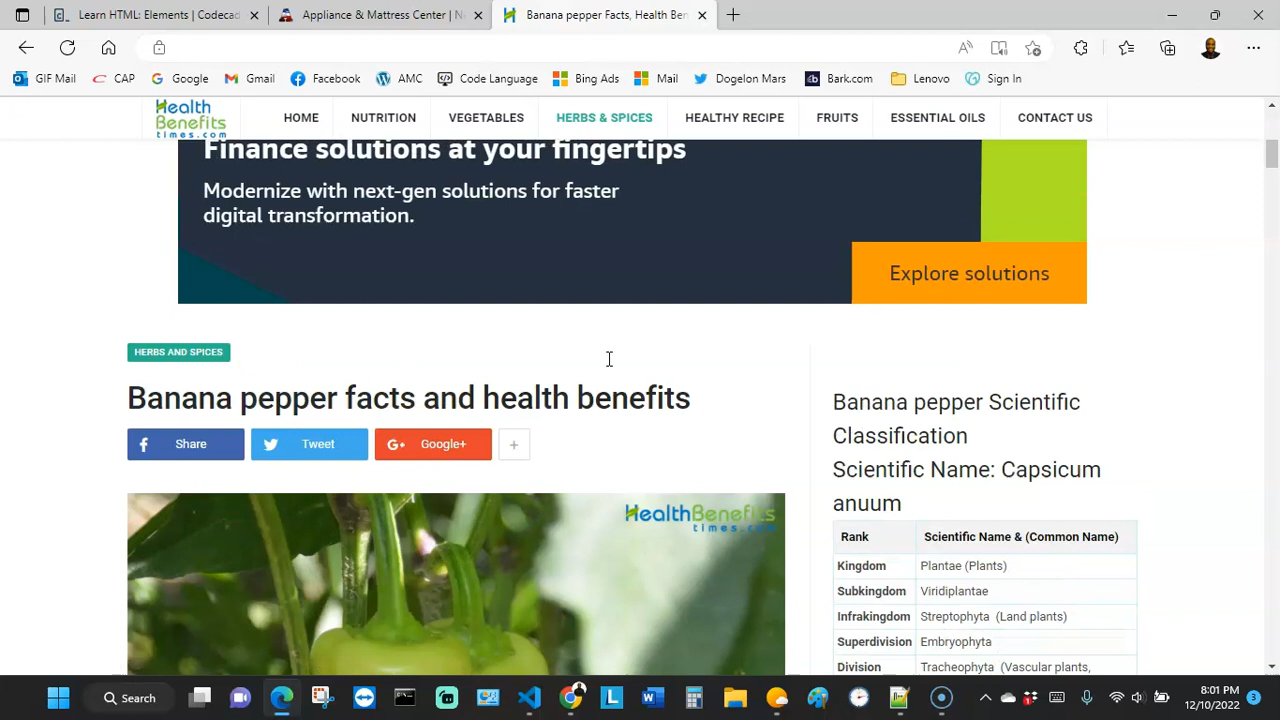 Learn HTML: Elements | Codecad
Appliance & Mattress Center | N
Banana pepper Facts, Health Ben
GIF Mail
CAP
Google
Gmail
Facebook
AMC
Code Language
Bing Ads
Mail
Dogelon Mars
Bark.com
Lenovo
Sign In
Health
Benefits
times.com
HOME
NUTRITION
VEGETABLES
HERBS & SPICES
HEALTHY RECIPE
FRUITS
ESSENTIAL OILS
CONTACT US
Finance solutions at your fingertips
Modernize with next-gen solutions for faster
digital transformation.
Explore solutions
HERBS AND SPICES
Banana pepper facts and health benefits
Share
Tweet
Google+
HealthBenefits
times.com
Banana pepper Scientific
Classification
Scientific Name: Capsicum
anuum
Rank Scientific Name & (Common Name)
Kingdom Plantae (Plants)
Subkingdom Viridiplantae
Infrakingdom Streptophyta (Land plants)
Superdivision Embryophyta
Division Tracheophyta (Vascular plants,
Search
8:01 PM
12/10/2022
3